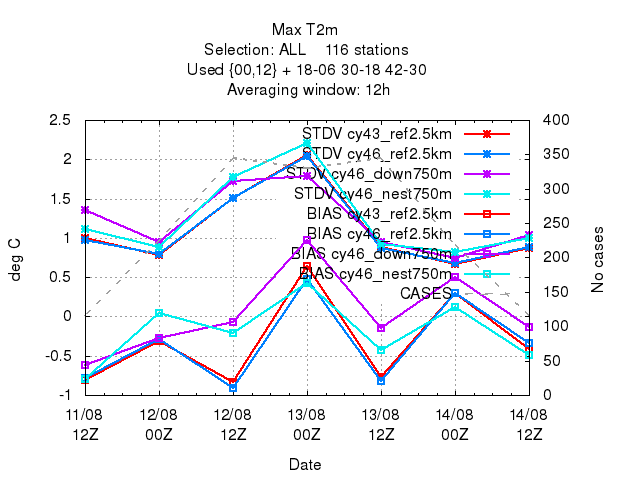 Max T2m
Selection: ALL 116 stations
Used {00,12} + 18-06 30-18 42-30
Averaging window: 12h
2.5
2
1.5
1
0.5
0
-0.5
-1
deg C
400
350
300
250
200
150
100
50
0
No cases
STDV cy43_ref2.5km
STDV cy46_ref2.5km
STDV cy46_down750m
STDV cy46_nest750m
BIAS cy43_ref2.5km
BIAS cy46_ref2.5km
BIAS cy46_down750m
BIAS cy46_nest750m
CASES
11/08 12/08 12/08 13/08 13/08 14/08 14/08
12Z 00Z 12Z 00Z 12Z 00Z 12Z
Date